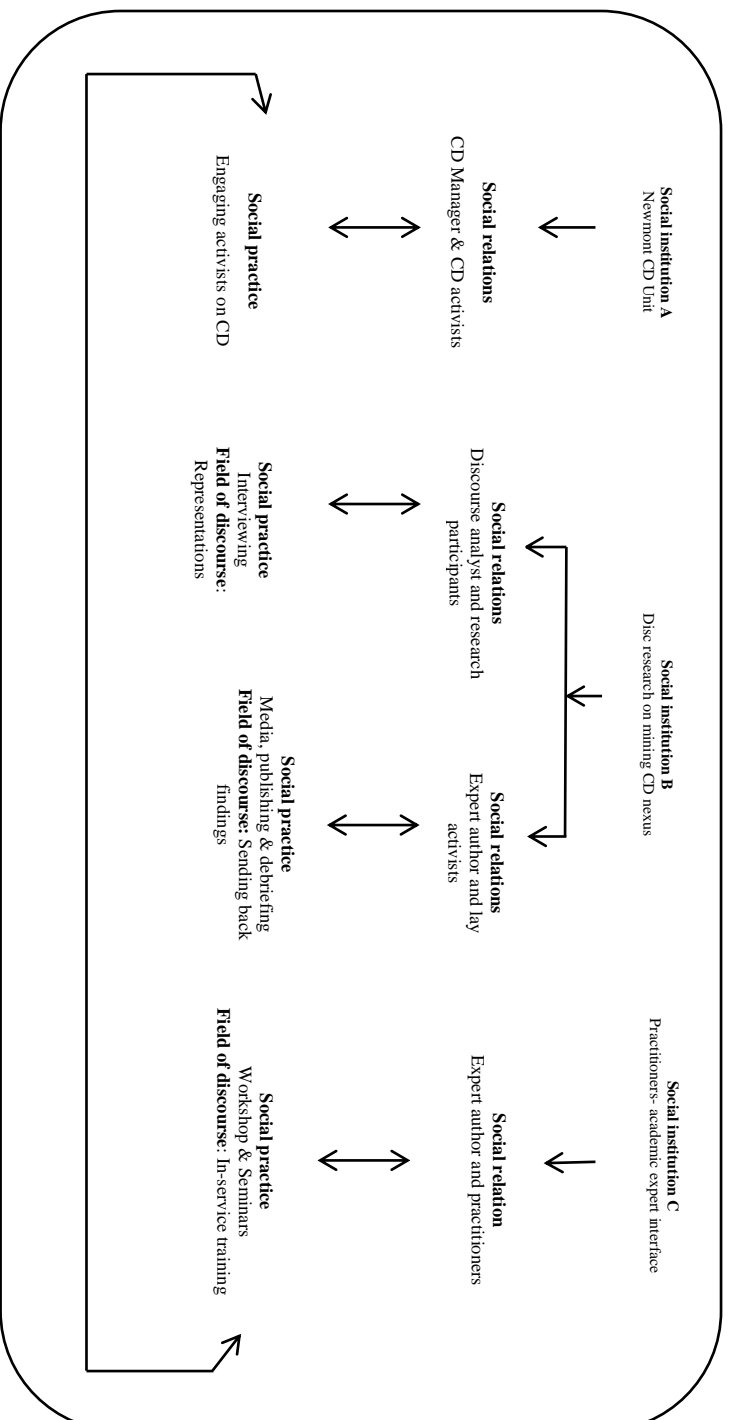 Social institution A
Newmont CD Unit
Social institution B
Disc research on mining CD nexus
Social institution C
Practitioners- academic expert interface
Social relations
CD Manager & CD activists
Social relations
Discourse analyst and research
participants
Social relations
Expert author and lay
activists
Social relation
Expert author and practitioners
Social practice
Engaging activists on CD
Social practice
Interviewing
Field of discourse:
Representations
Social practice
Media, publishing & debriefing
Field of discourse: Sending back
findings
Social practice
Workshop & Seminars
Field of discourse: In-service training